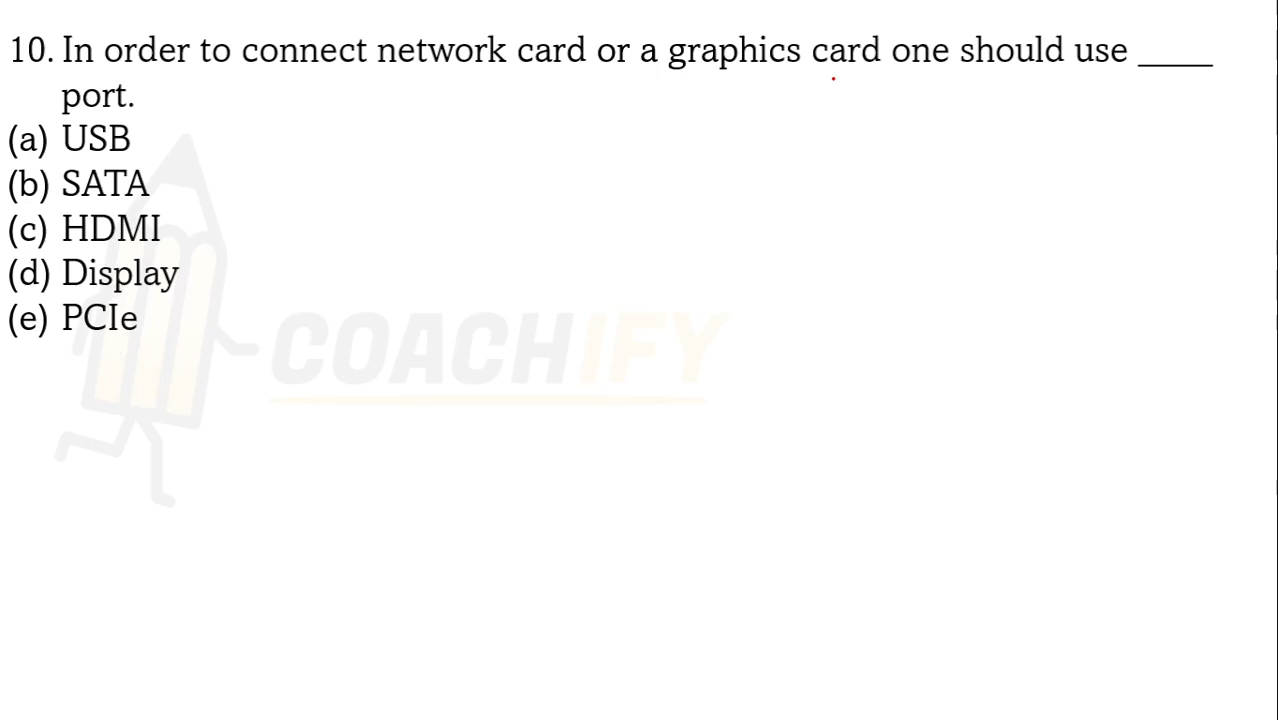 10. In order to connect network card or a graphics card one should use _____
port.
(a) USB
(b) SATA
(c) HDMI
(d) Display
(e) PCIe
COACHIFY